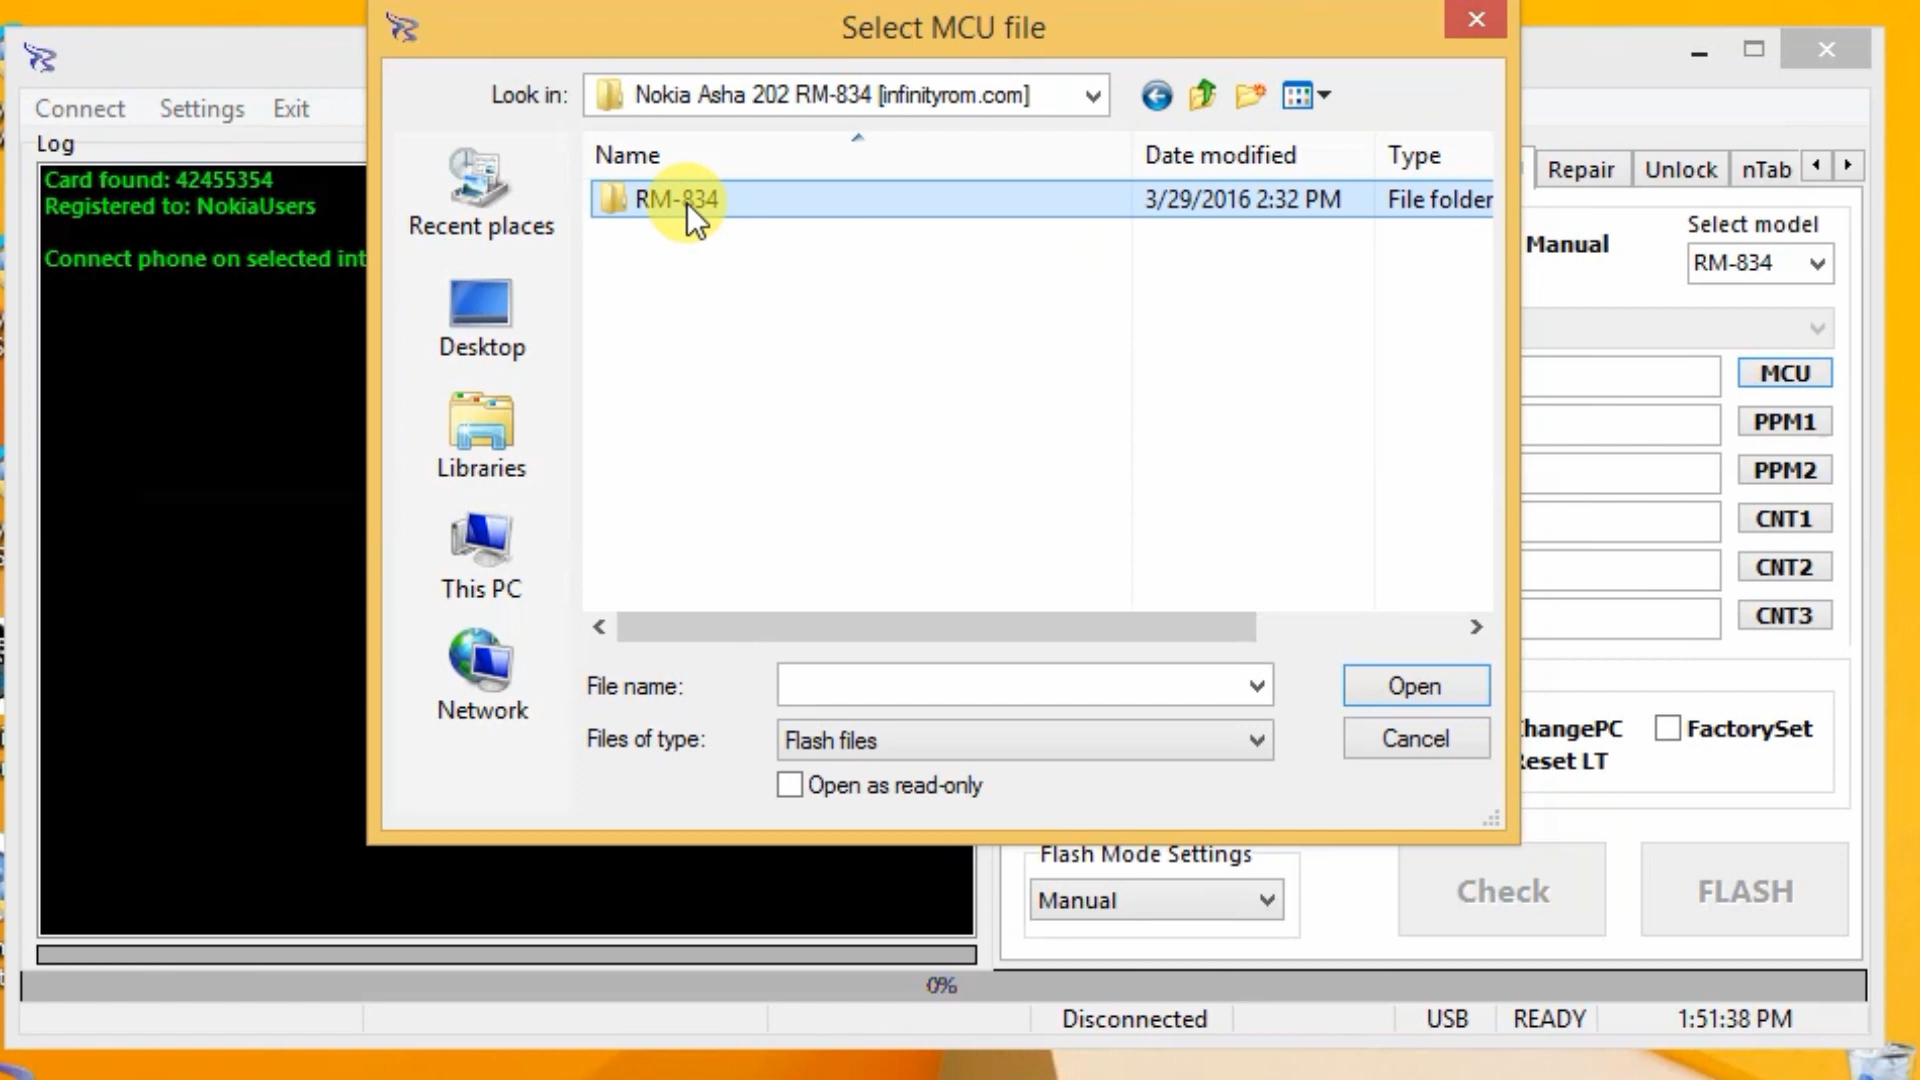 Select MCU file
Look in:
Nokia Asha 202 RM-834 [infinityrom.com]
Connect
Settings
Exit
Log
Card found: 42455354
Registered to: NokiaUsers
Connect phone on selected int
Recent places
Desktop
Libraries
This PC
Network
Name
Date modified
Type
RM-834
3/29/2016 2:32 PM
File folder
File name:
Open
Files of type:
Flash files
Cancel
Open as read-only
Repair
Unlock
nTab
Manual
Select model
RM-834
MCU
PPM1
PPM2
CNT1
CNT2
CNT3
hangePC
FactorySet
eset LT
Flash Mode Settings
Manual
Check
FLASH
0%
Disconnected
USB
READY
1:51:38 PM